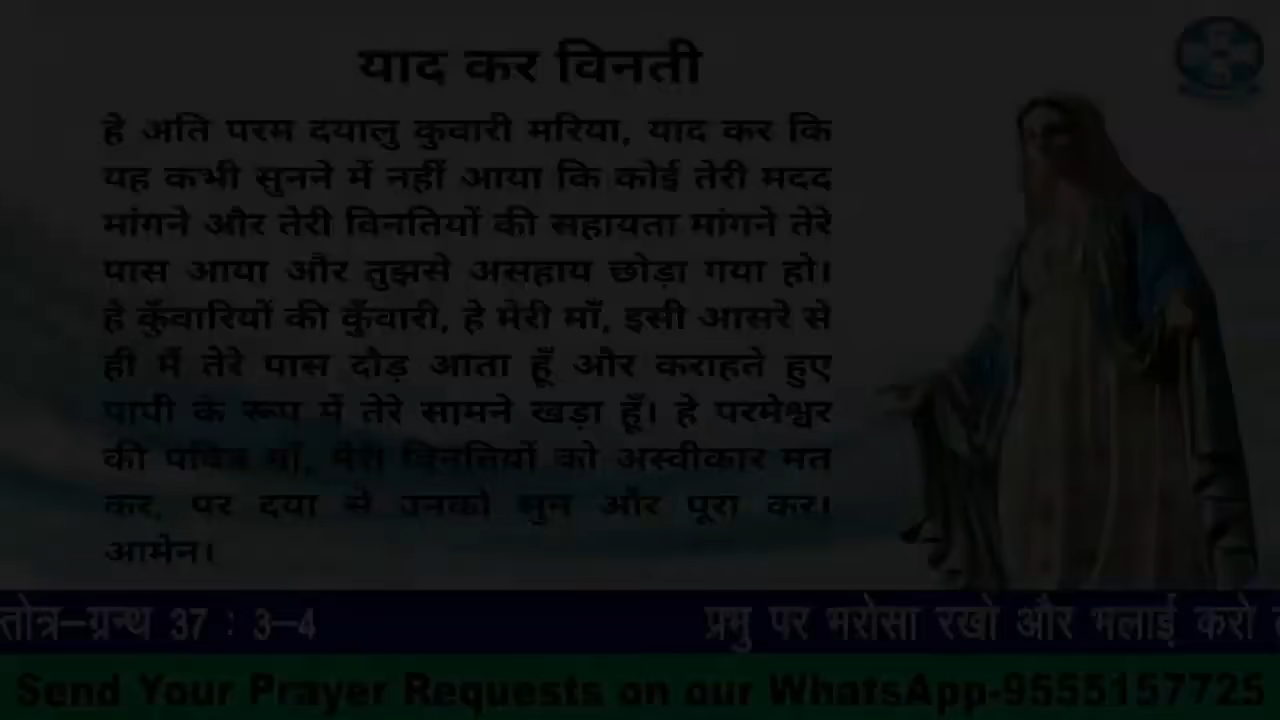 याद कर विनती
हे अति परम दयालु कुवारी मरिया, याद कर कि
यह कभी सुनने में नहीं आया कि कोई तेरी मदद
मांगने और तेरी विनतियों की सहायता मांगने तेरे
पास आया और तुझसे असहाय छोड़ा गया हो।
हे कुँवारियों की कुँवारी, हे मेरी माँ, इसी आसरे से
ही मैं तेरे पास दौड़ आता हूँ और कराहते हुए
पापी के रूप में तेरे सामने खड़ा हूँ। हे परमेश्वर
की पवित्र माँ, मेरी विनतियों को अस्वीकार मत
कर, पर दया से उनको सुन और पूरा कर।
आमेन।
तोत्र–ग्रन्थ 37 : 3–4 प्रभु पर भरोसा रखो और भलाई करो
Send Your Prayer Requests on our WhatsApp-9555157725